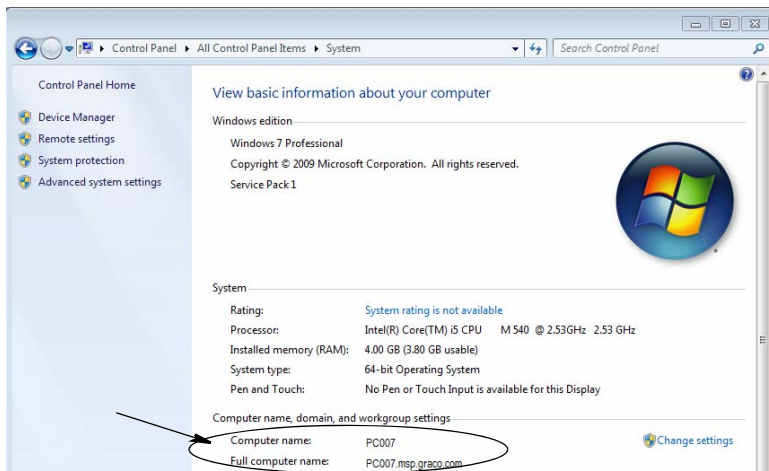 Control Panel ▸ All Control Panel Items ▸ System
Search Control Panel
Control Panel Home
Device Manager
Remote settings
System protection
Advanced system settings
View basic information about your computer
Windows edition
Windows 7 Professional
Copyright © 2009 Microsoft Corporation. All rights reserved.
Service Pack 1
System
Rating: System rating is not available
Processor: Intel(R) Core(TM) i5 CPU M 540 @ 2.53GHz 2.53 GHz
Installed memory (RAM): 4.00 GB (3.80 GB usable)
System type: 64-bit Operating System
Pen and Touch: No Pen or Touch Input is available for this Display
Computer name, domain, and workgroup settings
Computer name: PC007
Change settings
Full computer name: PC007.msp.graco.com